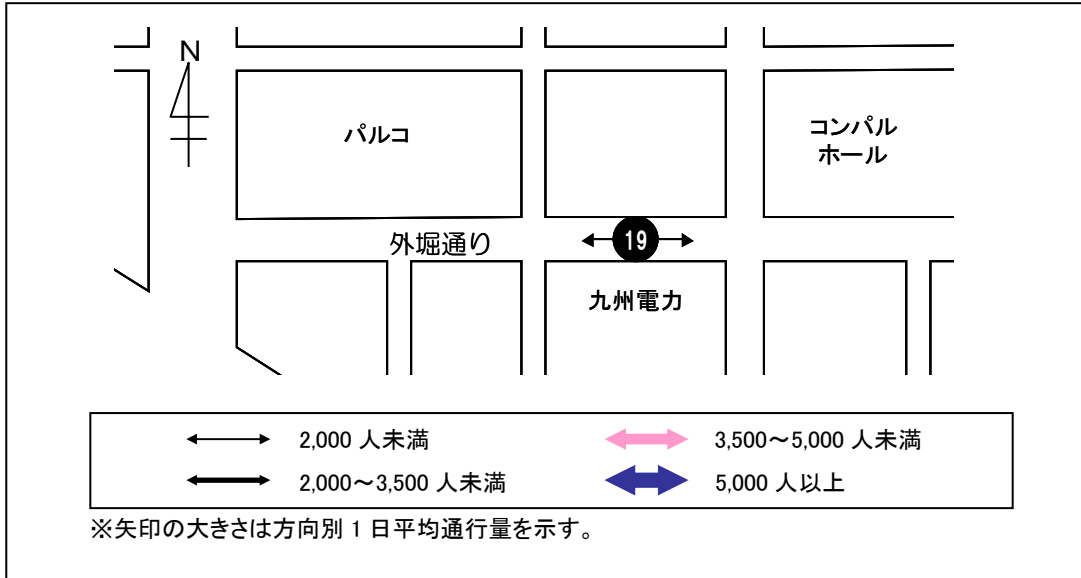 N
パルコ
コンパル
ホール
外堀通り
19
九州電力
2,000 人未満
3,500～5,000 人未満
2,000～3,500 人未満
5,000 人以上
※矢印の大きさは方向別 1 日平均通行量を示す。